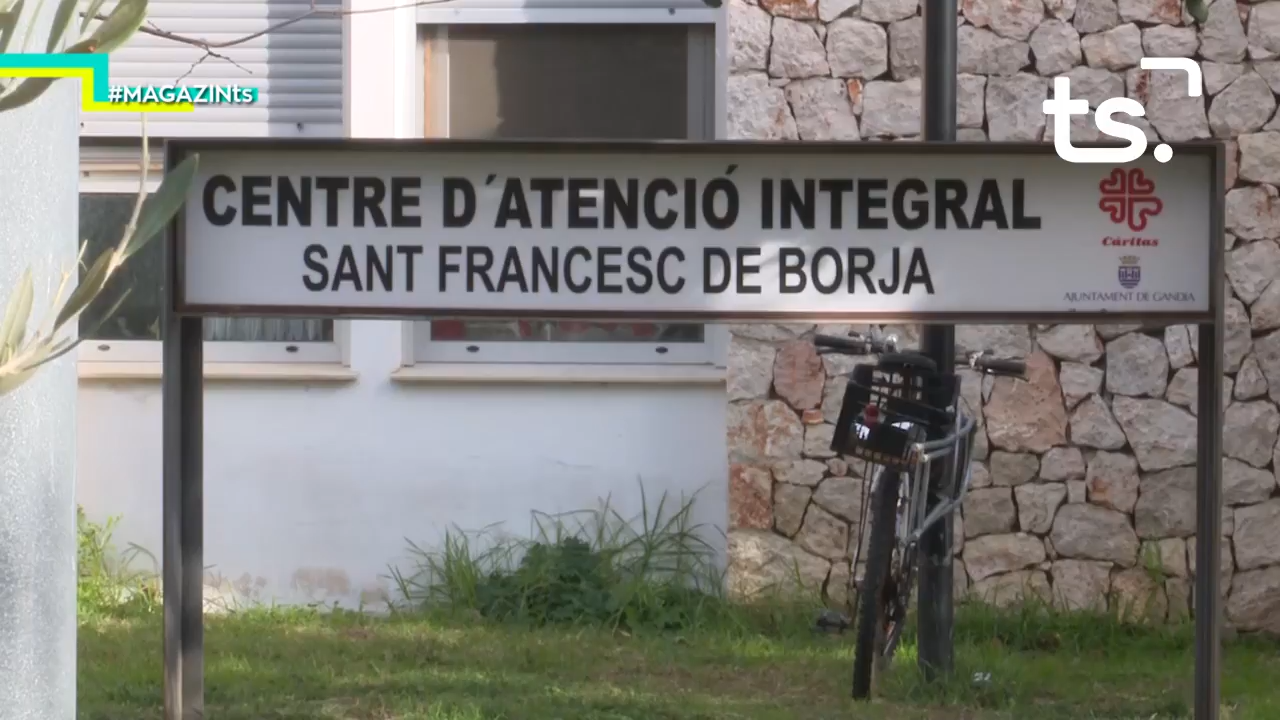 #MAGAZINts
ts.
CENTRE D´ATENCIÓ INTEGRAL
SANT FRANCESC DE BORJA
Cáritas
AJUNTAMENT DE GANDIA